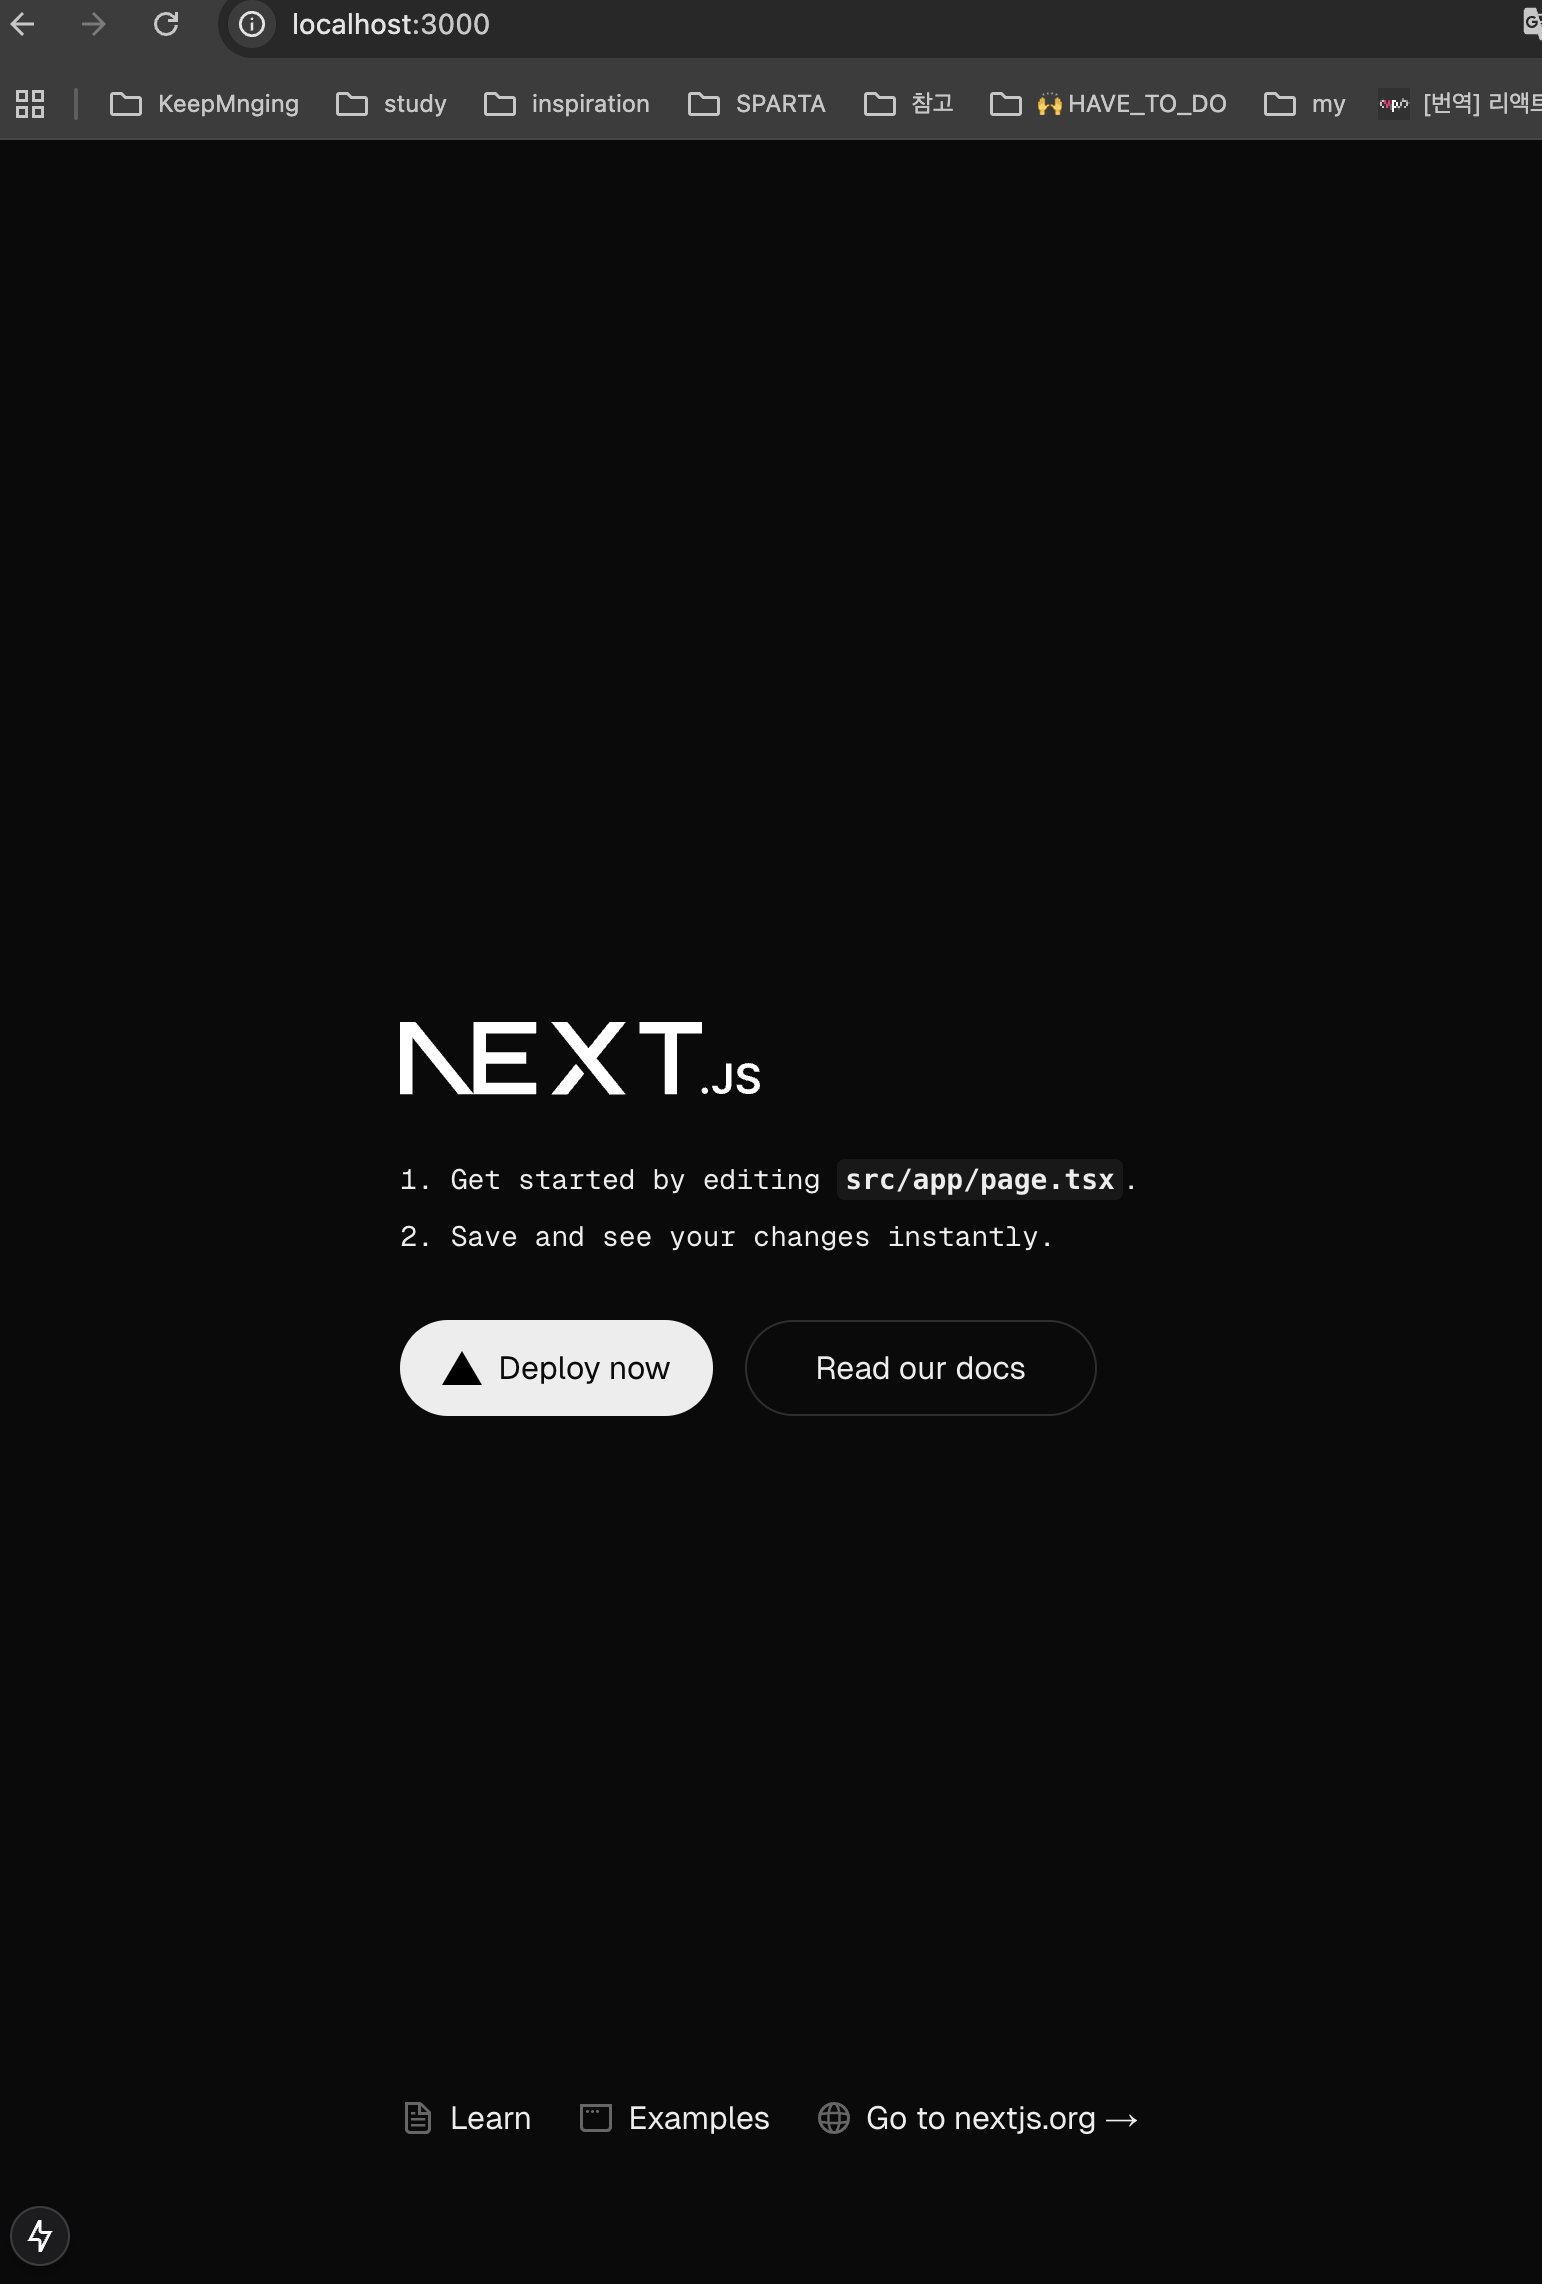 localhost:3000
KeepMnging study inspiration SPARTA 참고 🙌HAVE_TO_DO my [번역] 리액트
NEXT.JS
1. Get started by editing src/app/page.tsx.
2. Save and see your changes instantly.
Deploy now Read our docs
Learn Examples Go to nextjs.org →